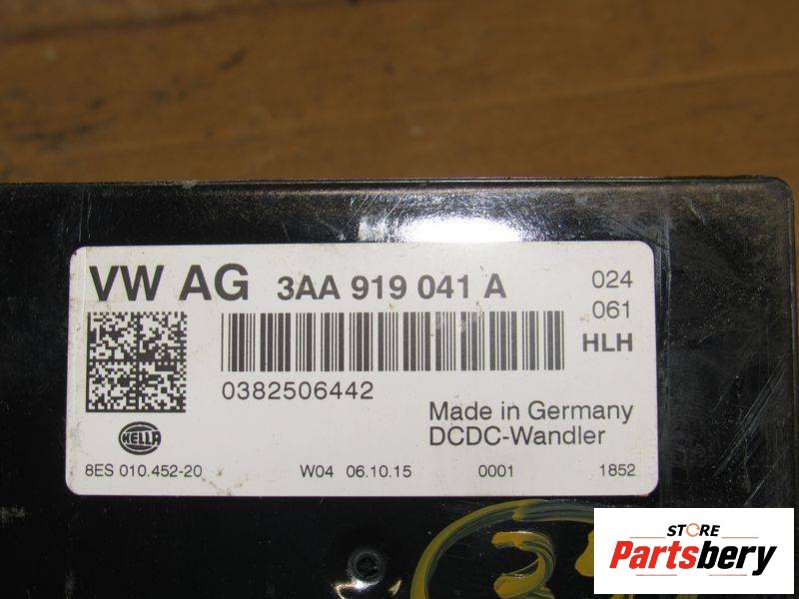 VW AG 3AA 919 041 A 024
061
HLH
0382506442
Made in Germany
DCDC-Wandler
HELLA
8ES 010.452-20 W04 06.10.15 0001 1852
STORE
Partsbery